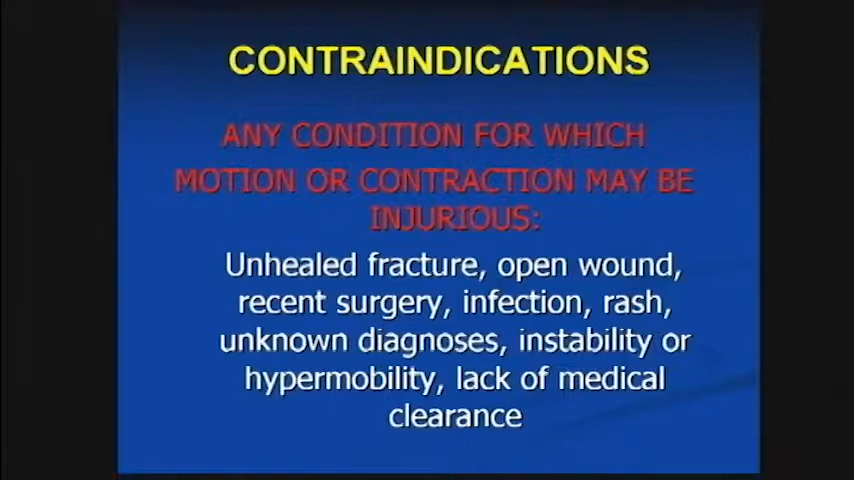 CONTRAINDICATIONS
ANY CONDITION FOR WHICH
MOTION OR CONTRACTION MAY BE
INJURIOUS:
Unhealed fracture, open wound,
recent surgery, infection, rash,
unknown diagnoses, instability or
hypermobility, lack of medical
clearance